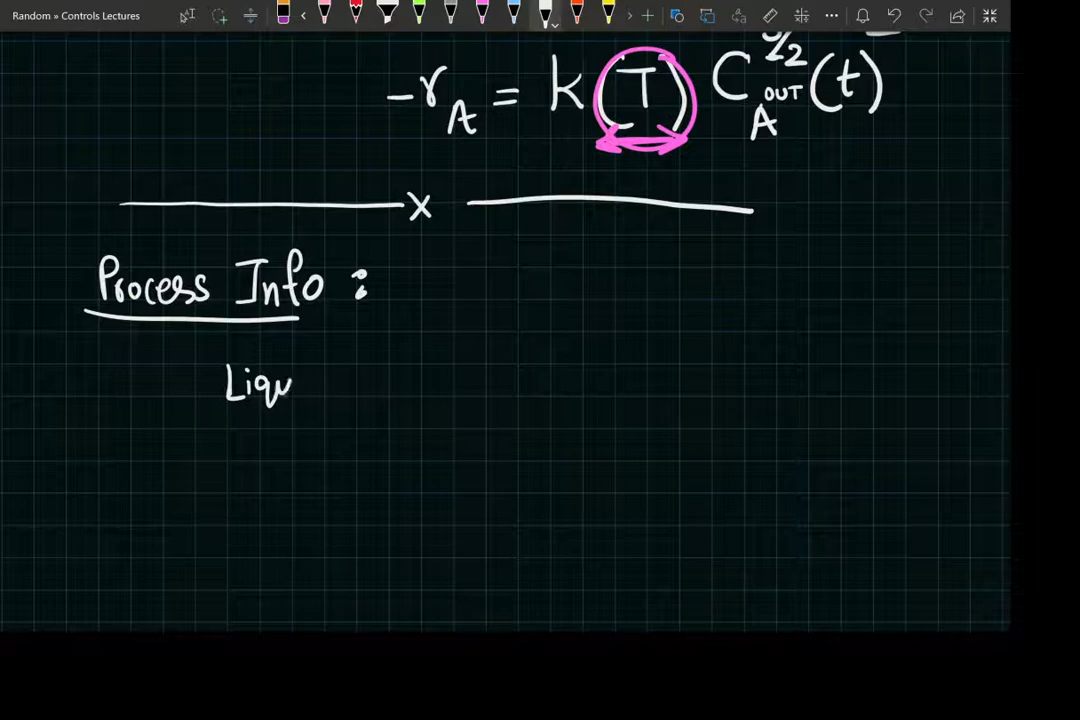 Random » Controls Lectures
-r_A = k (T) C_A OUT (t)
x
Process Info :
Liqu